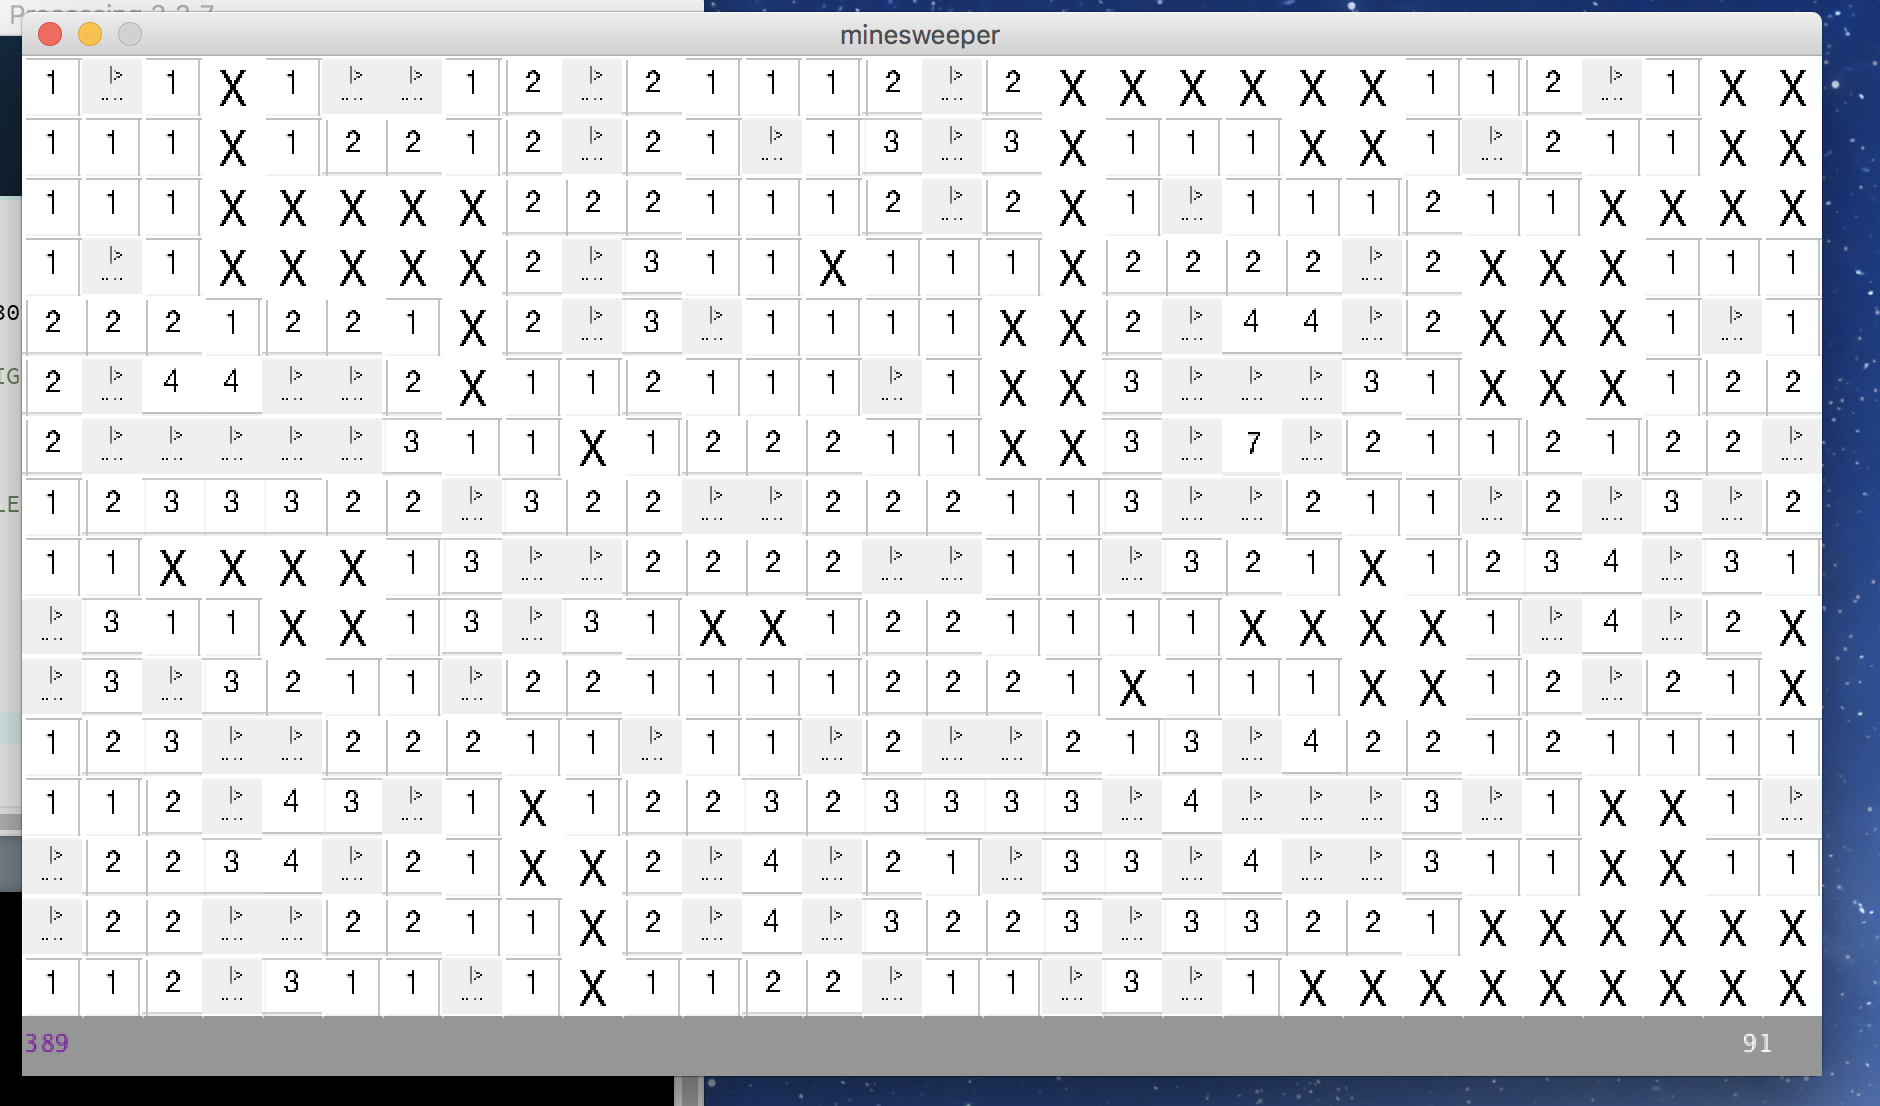 Processing 3.3.7
minesweeper
1 |> 1 X 1 |> |> 1 2 |> 2 1 1 1 2 |> 2 X X X X X X 1 1 2 |> 1 X X
1 1 1 X 1 2 2 1 2 |> 2 1 |> 1 3 |> 3 X 1 1 1 X X 1 |> 2 1 1 X X
1 1 1 X X X X X 2 2 2 1 1 1 2 |> 2 X 1 |> 1 1 1 2 1 1 X X X X
1 |> 1 X X X X X 2 |> 3 1 1 X 1 1 1 X 2 2 2 2 |> 2 X X X 1 1 1
30
2 2 2 1 2 2 1 X 2 |> 3 |> 1 1 1 1 X X 2 |> 4 4 |> 2 X X X 1 |> 1
IG
2 |> 4 4 |> |> 2 X 1 1 2 1 1 1 |> 1 X X 3 |> |> |> 3 1 X X X 1 2 2
2 |> |> |> |> |> 3 1 1 X 1 2 2 2 1 1 X X 3 |> 7 |> 2 1 1 2 1 2 2 |>
LE
1 2 3 3 3 2 2 |> 3 2 2 |> |> 2 2 2 1 1 3 |> |> 2 1 1 |> 2 |> 3 |> 2
1 1 X X X X 1 3 |> |> 2 2 2 2 |> |> 1 1 |> 3 2 1 X 1 2 3 4 |> 3 1
|> 3 1 1 X X 1 3 |> 3 1 X X 1 2 2 1 1 1 1 X X X X 1 |> 4 |> 2 X
|> 3 |> 3 2 1 1 |> 2 2 1 1 1 1 2 2 2 1 X 1 1 1 X X 1 2 |> 2 1 X
1 2 3 |> |> 2 2 2 1 1 |> 1 1 |> 2 |> |> 2 1 3 |> 4 2 2 1 2 1 1 1 1
1 1 2 |> 4 3 |> 1 X 1 2 2 3 2 3 3 3 3 |> 4 |> |> |> 3 |> 1 X X 1 |>
|> 2 2 3 4 |> 2 1 X X 2 |> 4 |> 2 1 |> 3 3 |> 4 |> |> 3 1 1 X X 1 1
|> 2 2 |> |> 2 2 1 1 X 2 |> 4 |> 3 2 2 3 |> 3 3 2 2 1 X X X X X X
1 1 2 |> 3 1 1 |> 1 X 1 1 2 2 |> 1 1 |> 3 |> 1 X X X X X X X X X
389 91